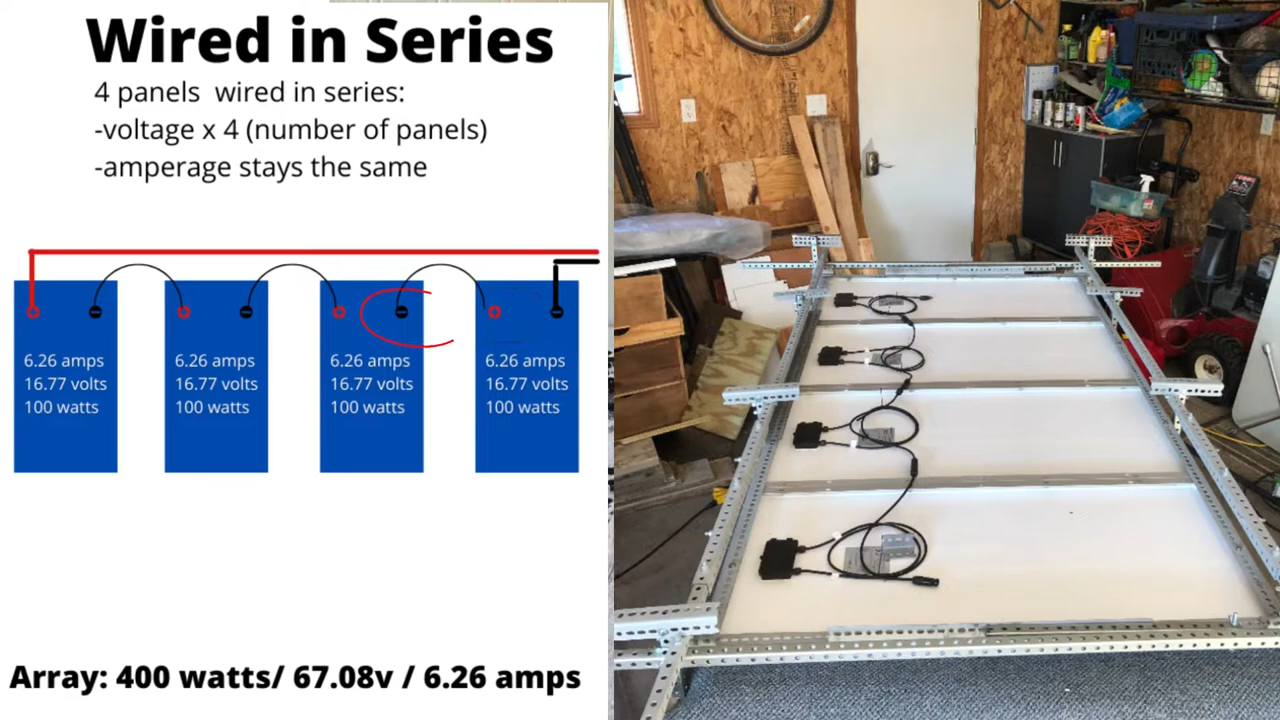 Wired in Series
4 panels wired in series:
-voltage x 4 (number of panels)
-amperage stays the same
6.26 amps
16.77 volts
100 watts
6.26 amps
16.77 volts
100 watts
6.26 amps
16.77 volts
100 watts
6.26 amps
16.77 volts
100 watts
Array: 400 watts/ 67.08v / 6.26 amps